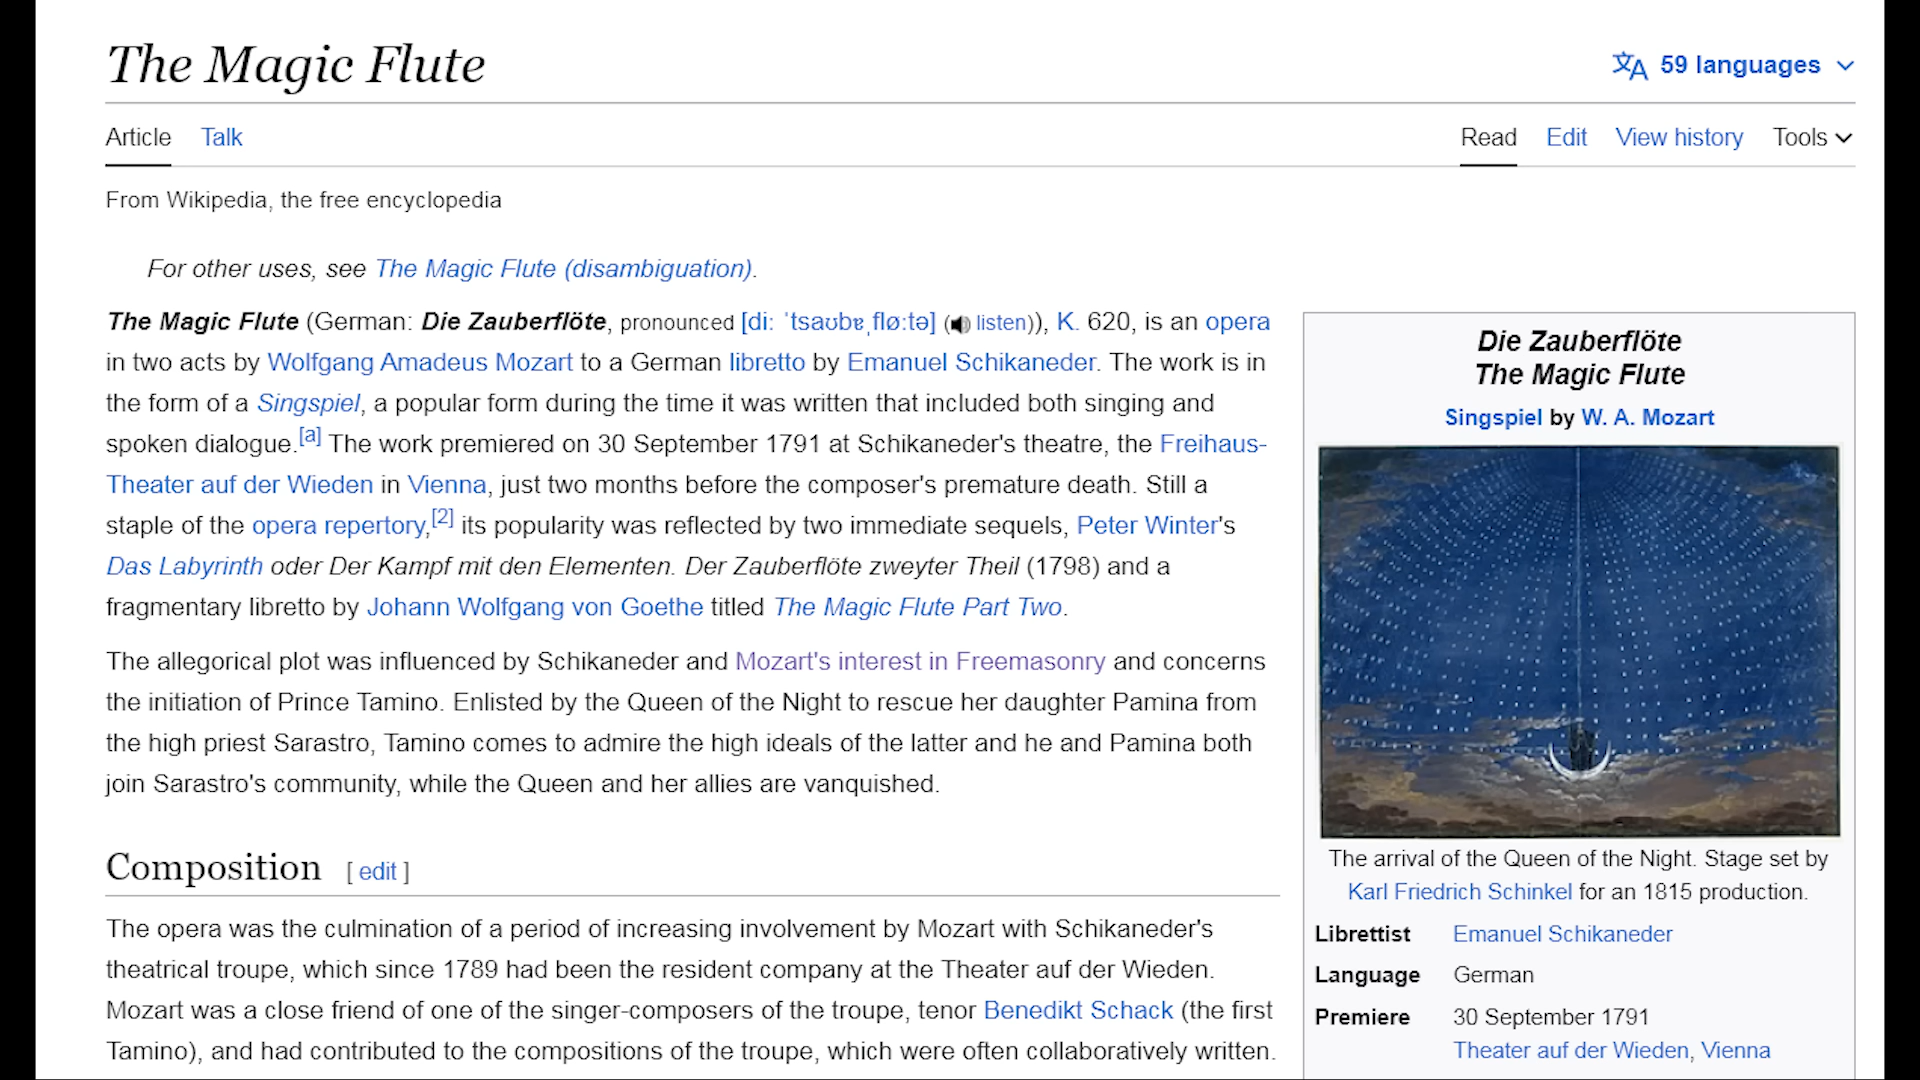 The Magic Flute
59 languages
Article Talk
Read Edit View history Tools
From Wikipedia, the free encyclopedia
For other uses, see The Magic Flute (disambiguation).
The Magic Flute (German: Die Zauberflöte, pronounced [diː ˈtsaʊbɐˌfløːtə] (listen)), K. 620, is an opera
in two acts by Wolfgang Amadeus Mozart to a German libretto by Emanuel Schikaneder. The work is in
the form of a Singspiel, a popular form during the time it was written that included both singing and
spoken dialogue.[a] The work premiered on 30 September 1791 at Schikaneder's theatre, the Freihaus-
Theater auf der Wieden in Vienna, just two months before the composer's premature death. Still a
staple of the opera repertory,[2] its popularity was reflected by two immediate sequels, Peter Winter's
Das Labyrinth oder Der Kampf mit den Elementen. Der Zauberflöte zweyter Theil (1798) and a
fragmentary libretto by Johann Wolfgang von Goethe titled The Magic Flute Part Two.
The allegorical plot was influenced by Schikaneder and Mozart's interest in Freemasonry and concerns
the initiation of Prince Tamino. Enlisted by the Queen of the Night to rescue her daughter Pamina from
the high priest Sarastro, Tamino comes to admire the high ideals of the latter and he and Pamina both
join Sarastro's community, while the Queen and her allies are vanquished.
Composition [ edit ]
The opera was the culmination of a period of increasing involvement by Mozart with Schikaneder's
theatrical troupe, which since 1789 had been the resident company at the Theater auf der Wieden.
Mozart was a close friend of one of the singer-composers of the troupe, tenor Benedikt Schack (the first
Tamino), and had contributed to the compositions of the troupe, which were often collaboratively written.
Die Zauberflöte
The Magic Flute
Singspiel by W. A. Mozart
The arrival of the Queen of the Night. Stage set by
Karl Friedrich Schinkel for an 1815 production.
Librettist Emanuel Schikaneder
Language German
Premiere 30 September 1791
Theater auf der Wieden, Vienna